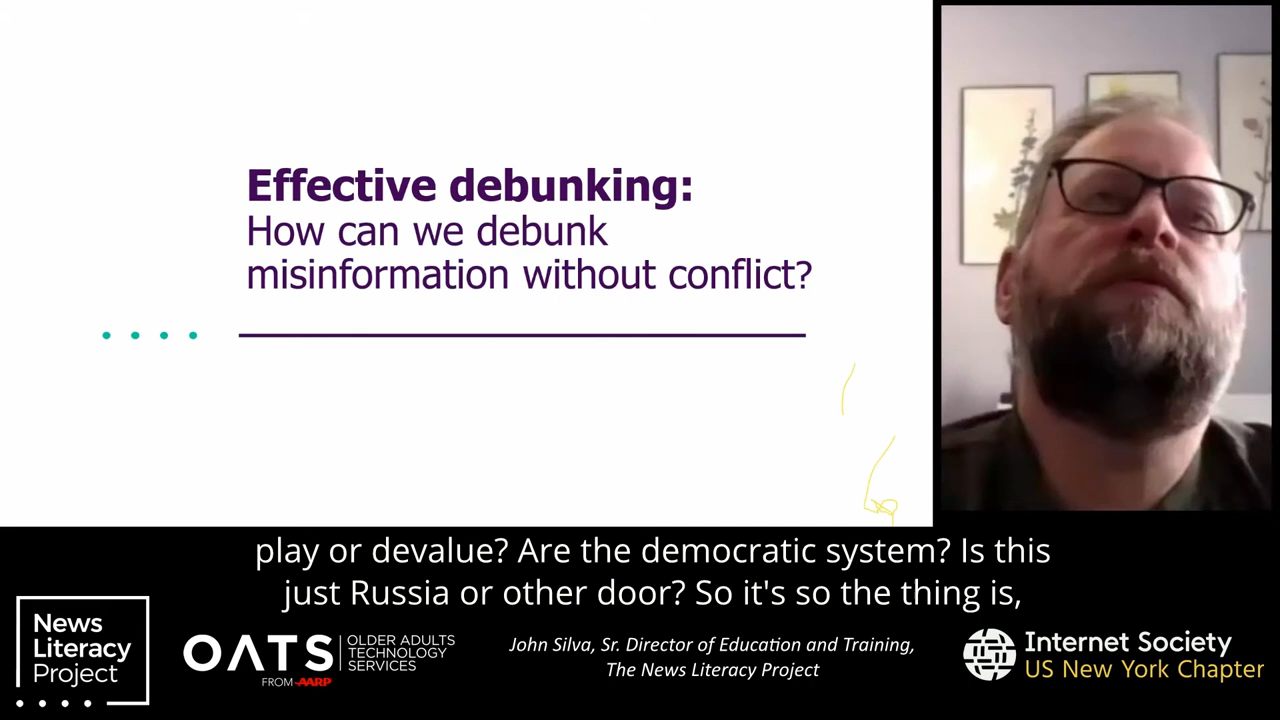 Effective debunking:
How can we debunk
misinformation without conflict?
play or devalue? Are the democratic system? Is this
just Russia or other door? So it's so the thing is,
News
Literacy
Project
OATS
OLDER ADULTS
TECHNOLOGY
SERVICES
FROM AARP
John Silva, Sr. Director of Education and Training,
The News Literacy Project
Internet Society
US New York Chapter